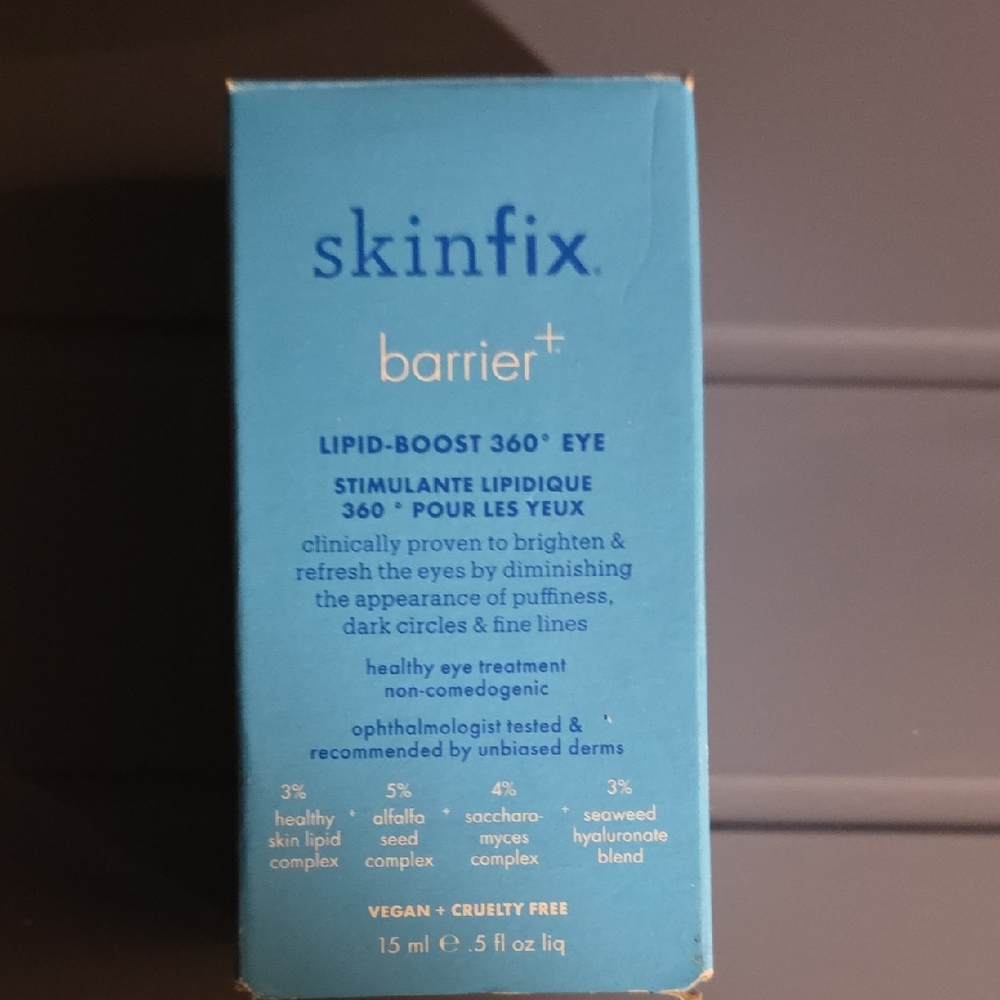 skinfix
barrier+
LIPID-BOOST 360° EYE
STIMULANTE LIPIDIQUE
360 ° POUR LES YEUX
clinically proven to brighten &
refresh the eyes by diminishing
the appearance of puffiness,
dark circles & fine lines
healthy eye treatment
non-comedogenic
ophthalmologist tested &
recommended by unbiased derms
3% 5% 4% 3%
healthy + alfalfa + saccharo- + seaweed
skin lipid seed myces hyaluronate
complex complex complex blend
VEGAN + CRUELTY FREE
15 ml ℮ .5 fl oz liq